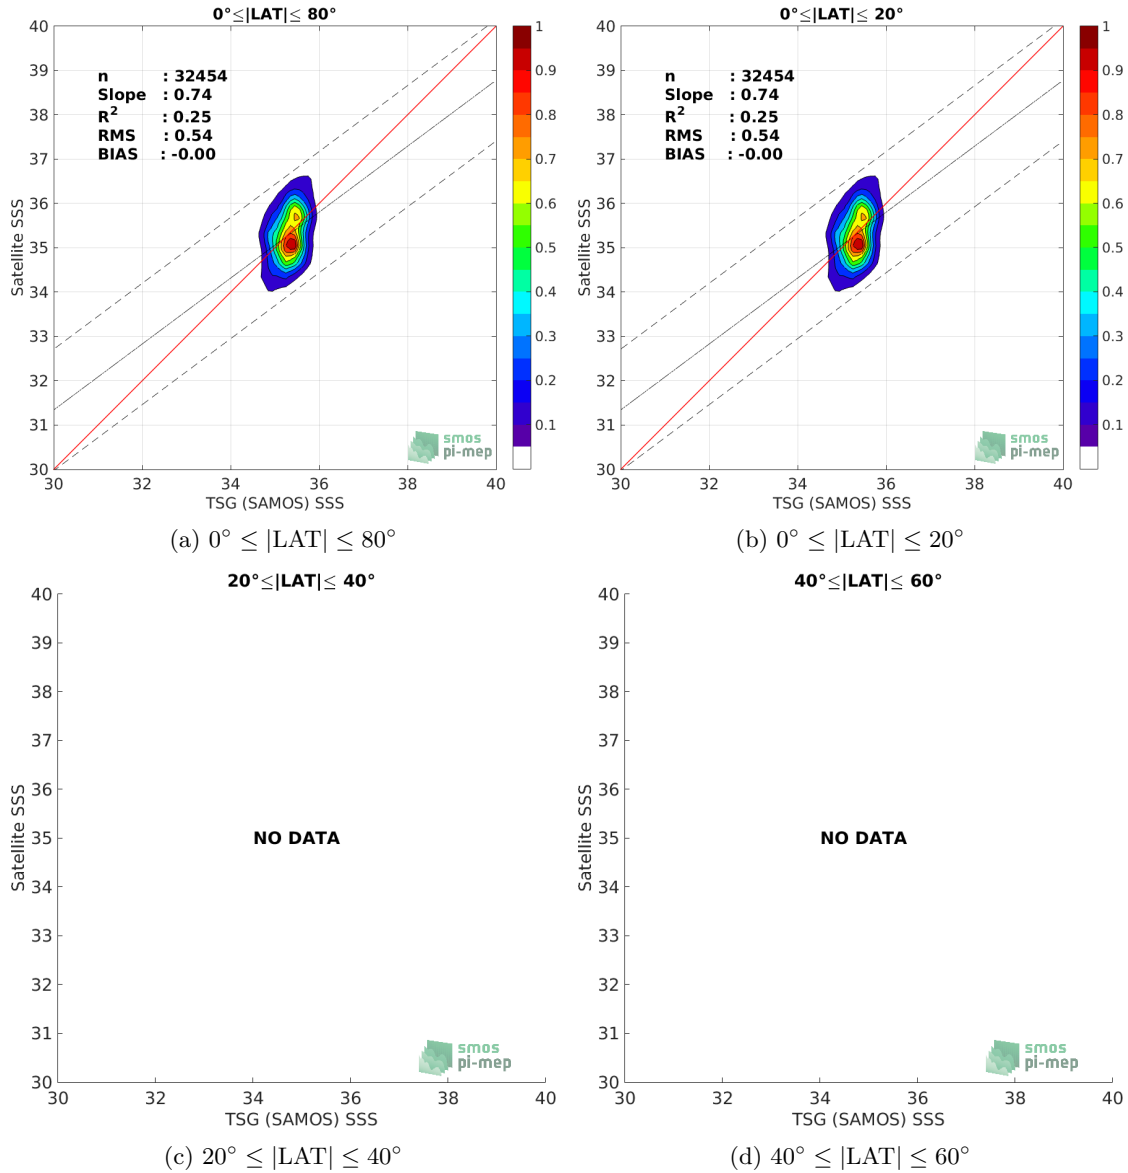 0°≤|LAT|≤ 80°
40
39
38
37
36
35
34
33
32
31
30
Satellite SSS
n : 32454
Slope : 0.74
R² : 0.25
RMS : 0.54
BIAS : -0.00
smos
pi-mep
30 32 34 36 38 40
TSG (SAMOS) SSS
1
0.9
0.8
0.7
0.6
0.5
0.4
0.3
0.2
0.1
(a) 0° ≤ |LAT| ≤ 80°
0°≤|LAT|≤ 20°
40
39
38
37
36
35
34
33
32
31
30
Satellite SSS
n : 32454
Slope : 0.74
R² : 0.25
RMS : 0.54
BIAS : -0.00
smos
pi-mep
30 32 34 36 38 40
TSG (SAMOS) SSS
1
0.9
0.8
0.7
0.6
0.5
0.4
0.3
0.2
0.1
(b) 0° ≤ |LAT| ≤ 20°
20°≤|LAT|≤ 40°
40
39
38
37
36
35
34
33
32
31
30
Satellite SSS
NO DATA
smos
pi-mep
30 32 34 36 38 40
TSG (SAMOS) SSS
(c) 20° ≤ |LAT| ≤ 40°
40°≤|LAT|≤ 60°
40
39
38
37
36
35
34
33
32
31
30
Satellite SSS
NO DATA
smos
pi-mep
30 32 34 36 38 40
TSG (SAMOS) SSS
(d) 40° ≤ |LAT| ≤ 60°